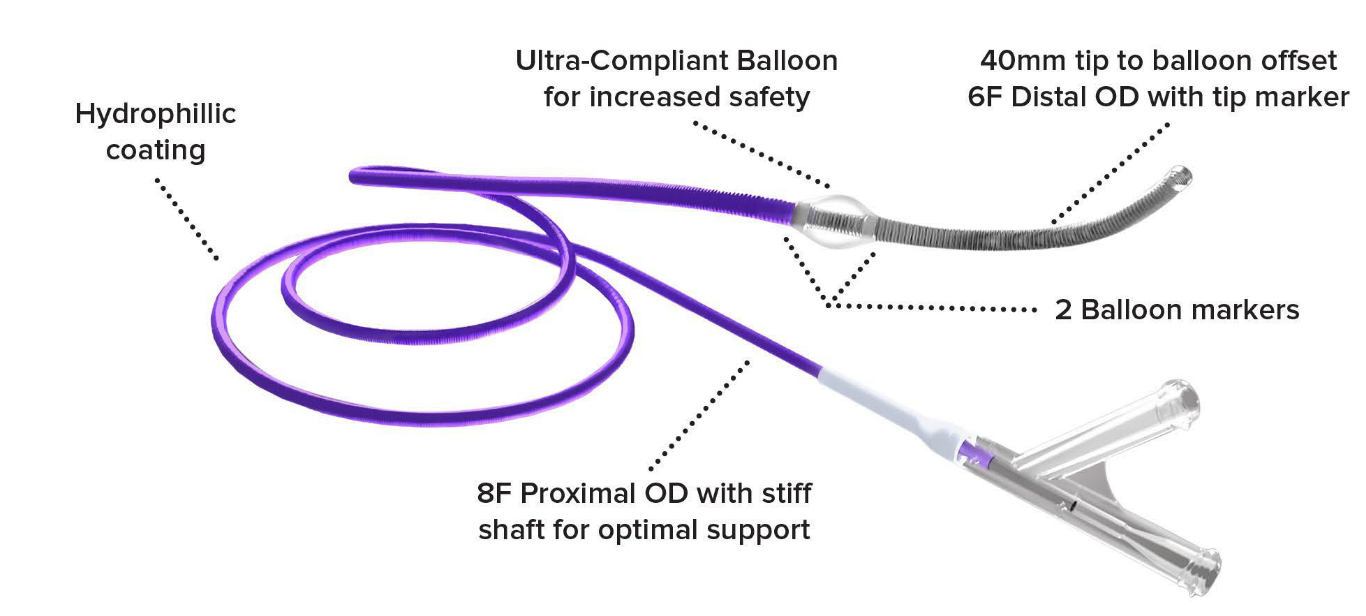 Ultra-Compliant Balloon
for increased safety
40mm tip to balloon offset
6F Distal OD with tip marker
Hydrophillic
coating
2 Balloon markers
8F Proximal OD with stiff
shaft for optimal support